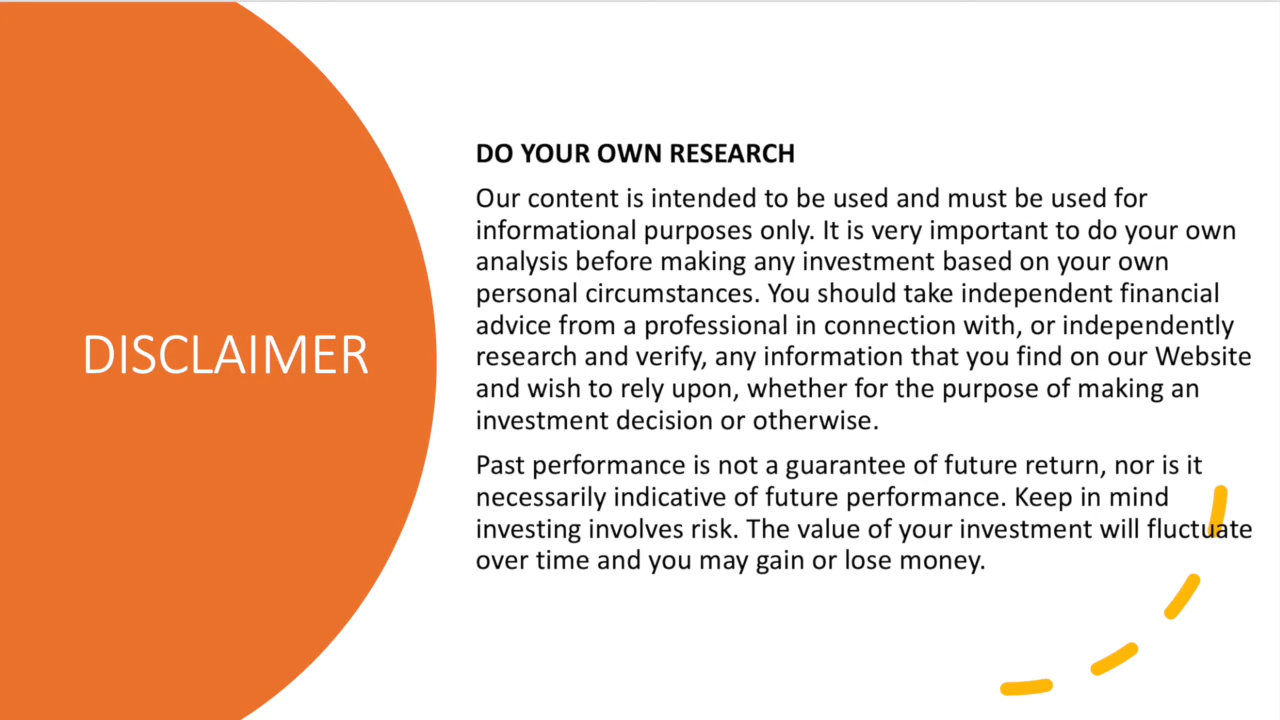 DISCLAIMER
DO YOUR OWN RESEARCH
Our content is intended to be used and must be used for
informational purposes only. It is very important to do your own
analysis before making any investment based on your own
personal circumstances. You should take independent financial
advice from a professional in connection with, or independently
research and verify, any information that you find on our Website
and wish to rely upon, whether for the purpose of making an
investment decision or otherwise.
Past performance is not a guarantee of future return, nor is it
necessarily indicative of future performance. Keep in mind
investing involves risk. The value of your investment will fluctuate
over time and you may gain or lose money.